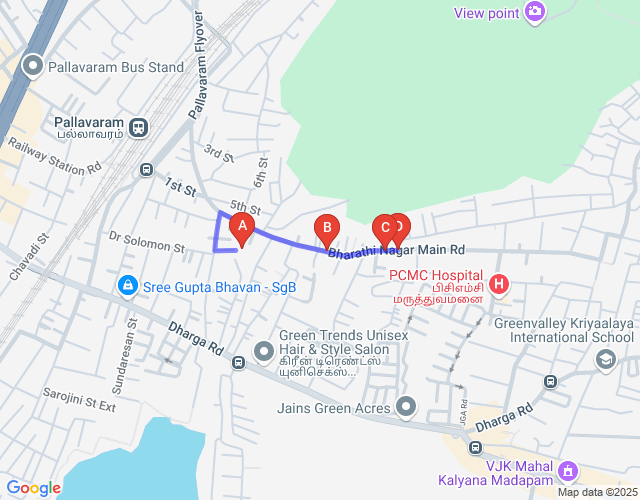 View point
Pallavaram Flyover
Pallavaram Bus Stand
Pallavaram
பல்லாவரம்
Railway Station Rd
3rd St
6th St
1st St
5th St
A
B
C
D
Dr Solomon St
Bharathi Nagar Main Rd
Chavadi St
PCMC Hospital
பிசிஎம்சி
மருத்துவமனை
H
Sree Gupta Bhavan - SgB
Dharga Rd
Greenvalley Kriyaalaya
International School
Green Trends Unisex
Hair & Style Salon
கிரீன் டிரெண்ட்ஸ்
யுனிசெக்ஸ்...
Sundaresan St
Sarojini St Ext
Jains Green Acres
JGA Rd
Dharga Rd
VJK Mahal
Kalyana Madapam
Google
Map data ©2025